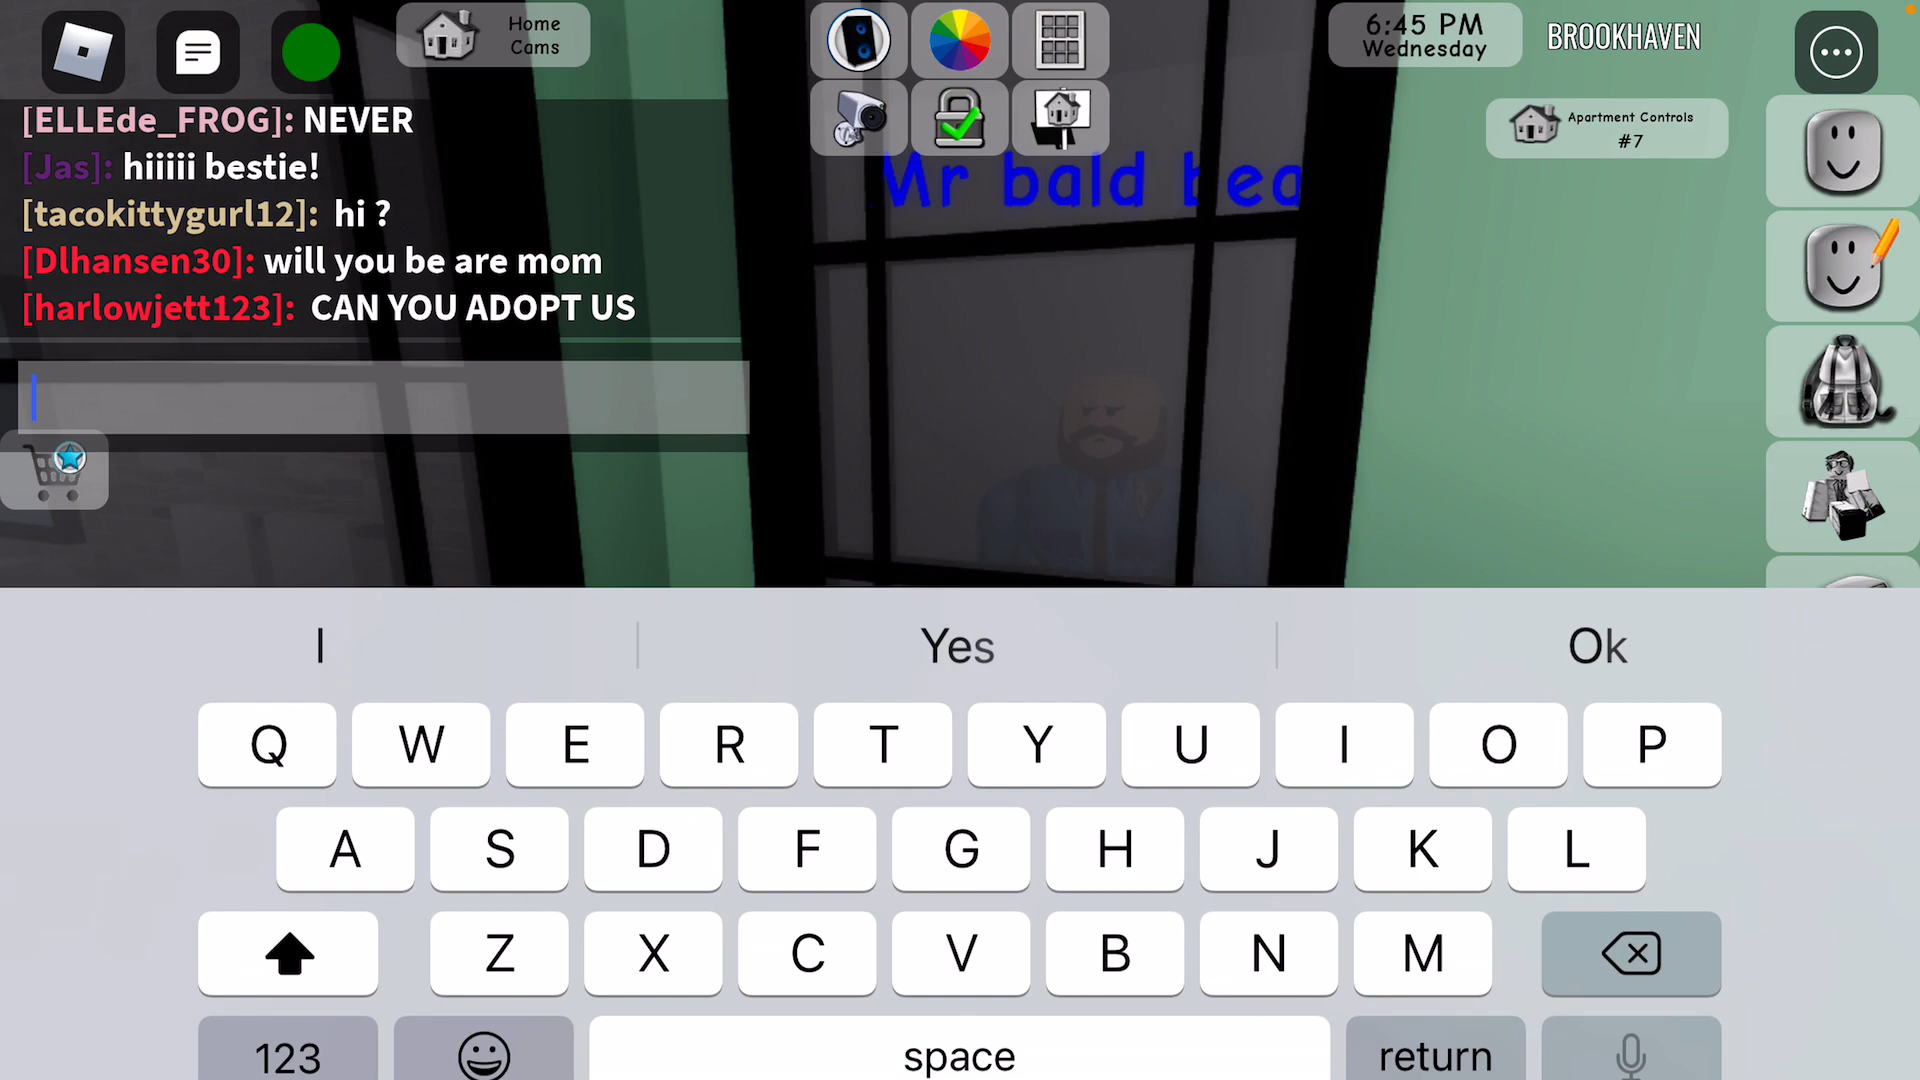 Home
Cams
6:45 PM
Wednesday
BROOKHAVEN
Apartment Controls
#7
[ELLEde_FROG]: NEVER
[Jas]: hiiiii bestie!
[tacokittygurl12]: hi ?
[Dlhansen30]: will you be are mom
[harlowjett123]: CAN YOU ADOPT US
Mr bald bea
I
Yes
Ok
Q W E R T Y U I O P
A S D F G H J K L
Z X C V B N M
123
space
return